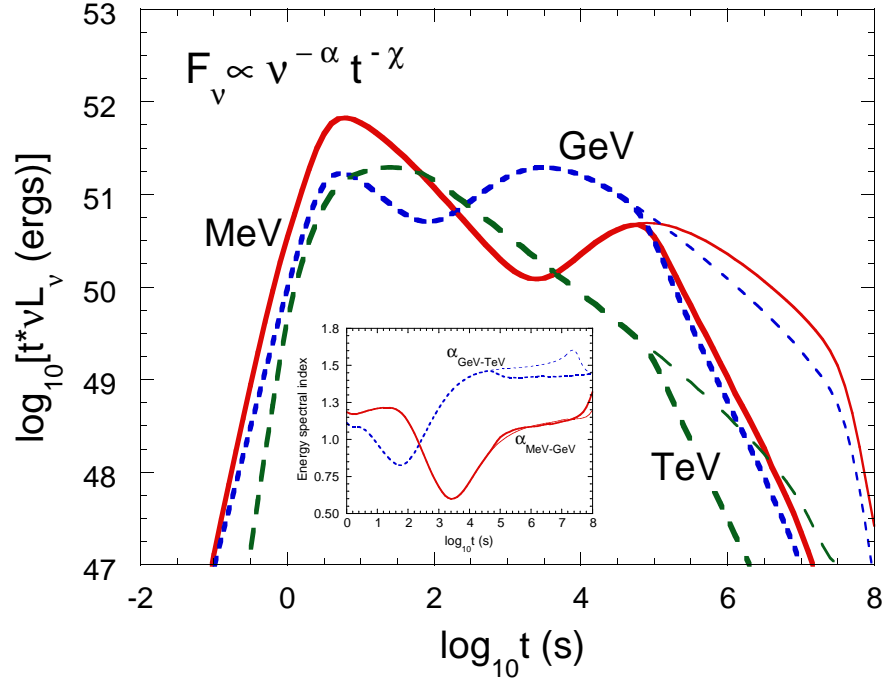 53
52
51
50
49
48
47
log₁₀[t*νL_ν (ergs)]
F_ν ∝ ν^{-α} t^{-χ}
GeV
MeV
TeV
1.8
1.5
1.3
1.0
0.75
0.50
Energy spectral index
α_GeV-TeV
α_MeV-GeV
0 1 2 3 4 5 6 7 8
log₁₀t (s)
-2 0 2 4 6 8
log₁₀t (s)